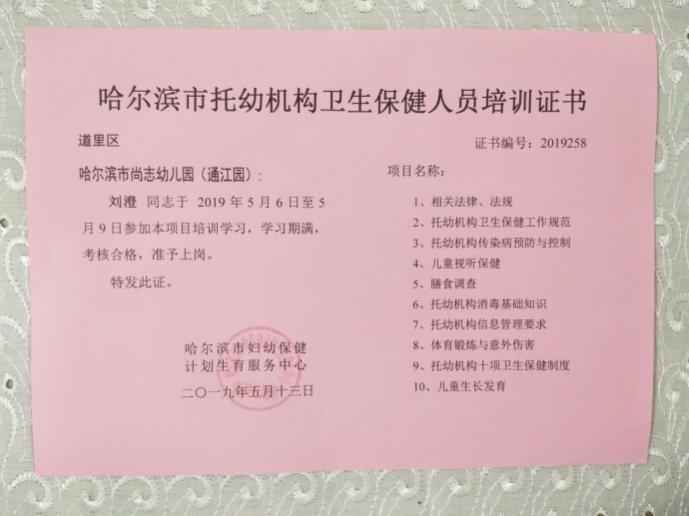 哈尔滨市托幼机构卫生保健人员培训证书
道里区
证书编号：2019258
哈尔滨市尚志幼儿园（通江园）：
刘澄 同志于 2019 年 5 月 6 日至 5
月 9 日参加本项目培训学习，学习期满，
考核合格，准予上岗。
特发此证。
哈尔滨市妇幼保健
计划生育服务中心
二〇一九年五月十三日
项目名称：
1、相关法律、法规
2、托幼机构卫生保健工作规范
3、托幼机构传染病预防与控制
4、儿童视听保健
5、膳食调查
6、托幼机构消毒基础知识
7、托幼机构信息管理要求
8、体育锻炼与意外伤害
9、托幼机构十项卫生保健制度
10、儿童生长发育